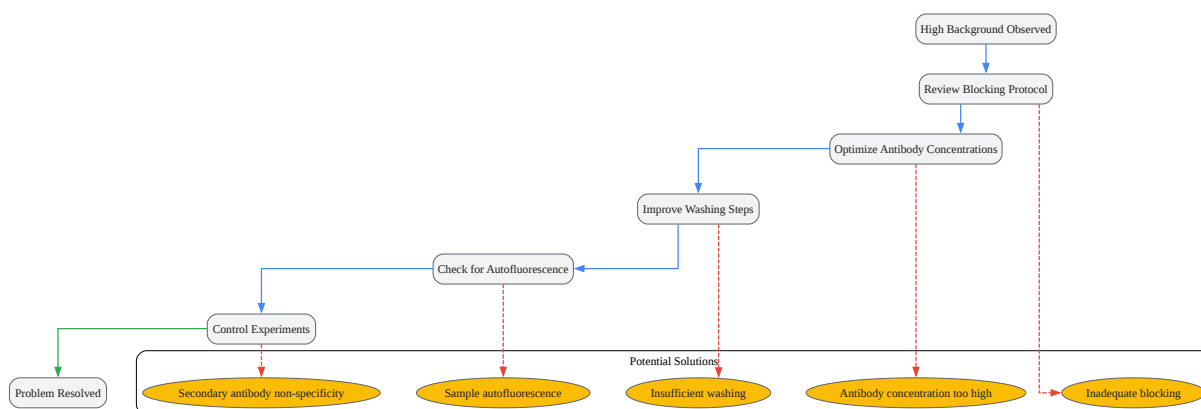 High Background Observed
Review Blocking Protocol
Optimize Antibody Concentrations
Improve Washing Steps
Check for Autofluorescence
Control Experiments
Potential Solutions
Problem Resolved
Secondary antibody non-specificity
Sample autofluorescence
Insufficient washing
Antibody concentration too high
Inadequate blocking